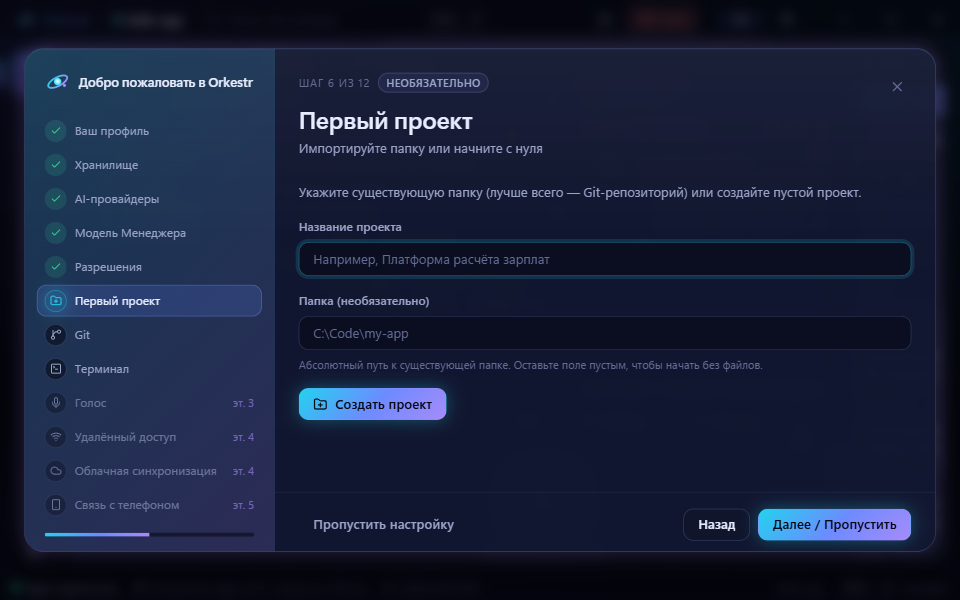 Добро пожаловать в Orkestr
Ваш профиль
Хранилище
AI-провайдеры
Модель Менеджера
Разрешения
Первый проект
Git
Терминал
Голос эт. 3
Удалённый доступ эт. 4
Облачная синхронизация эт. 4
Связь с телефоном эт. 5
ШАГ 6 ИЗ 12 НЕОБЯЗАТЕЛЬНО
Первый проект
Импортируйте папку или начните с нуля
Укажите существующую папку (лучше всего — Git-репозиторий) или создайте пустой проект.
Название проекта
Например, Платформа расчёта зарплат
Папка (необязательно)
C:\Code\my-app
Абсолютный путь к существующей папке. Оставьте поле пустым, чтобы начать без файлов.
Создать проект
Пропустить настройку
Назад
Далее / Пропустить